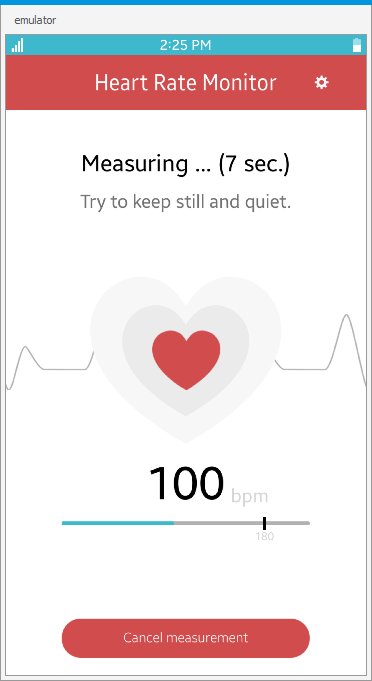 emulator
2:25 PM
Heart Rate Monitor
Measuring ... (7 sec.)
Try to keep still and quiet.
100 bpm
180
Cancel measurement